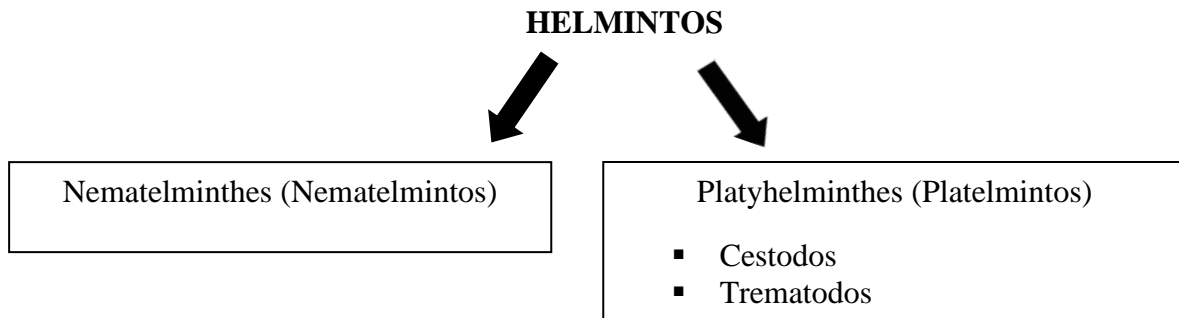 HELMINTOS
Nematelminthes (Nematelmintos)
Platyhelminthes (Platelmintos)
▪ Cestodos
▪ Trematodos